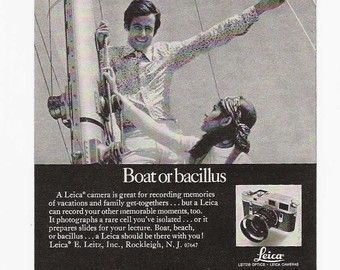 Boat or bacillus
A Leica® camera is great for recording memories
of vacations and family get-togethers . . . but a Leica
can record your other memorable moments, too.
It photographs a rare cell you've isolated . . . or it
prepares slides for your lecture. Boat, beach,
or bacillus . . . a Leica should be there with you!
Leica® E. Leitz, Inc., Rockleigh, N. J. 07647
Leica
LEITZ® OPTICS · LEICA CAMERAS